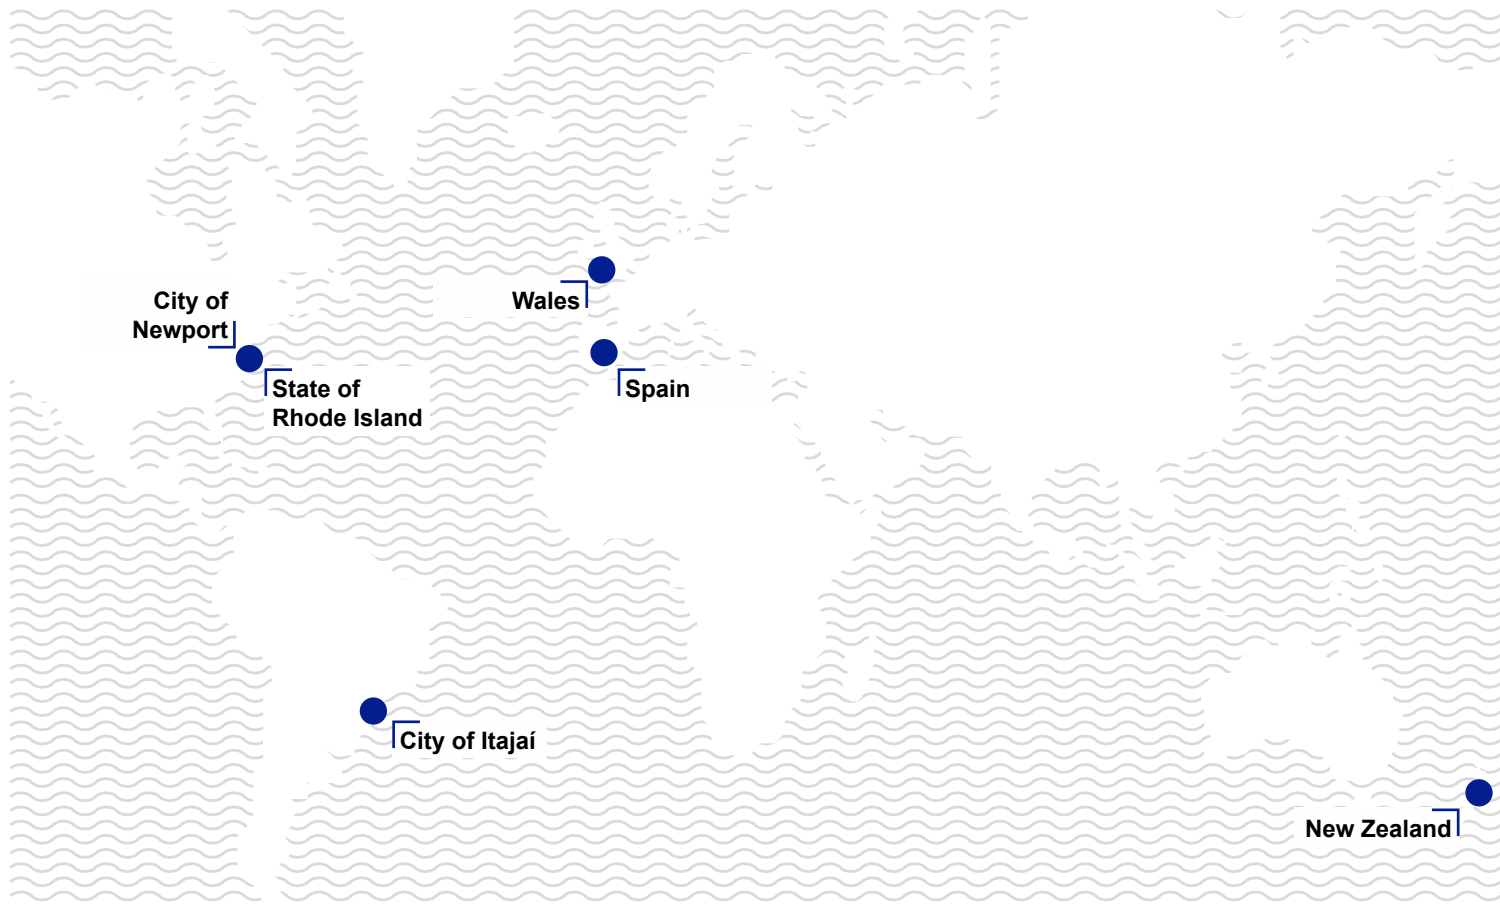 City of
Newport
State of
Rhode Island
Wales
Spain
City of Itajaí
New Zealand